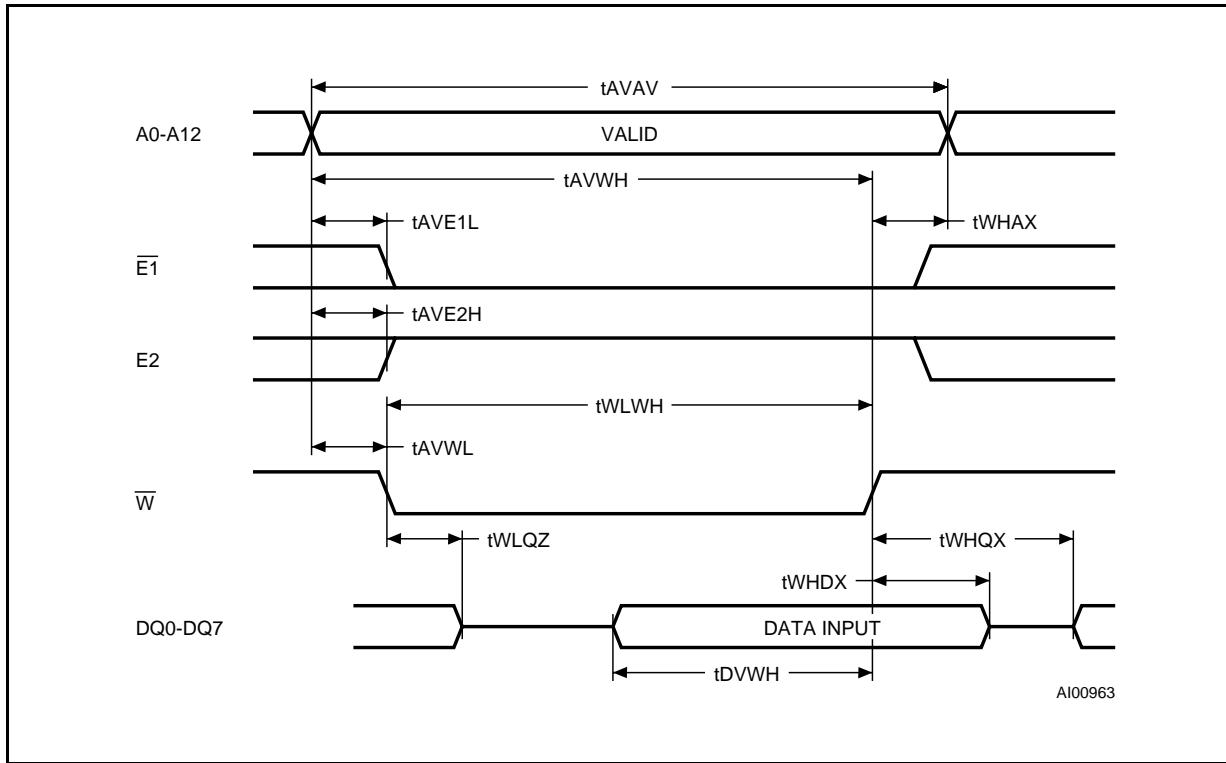 tAVAV
A0-A12
VALID
tAVWH
tAVE1L
tWHAX
E1
tAVE2H
E2
tWLWH
tAVWL
W
tWLQZ
tWHQX
tWHDX
DQ0-DQ7
DATA INPUT
tDVWH
AI00963